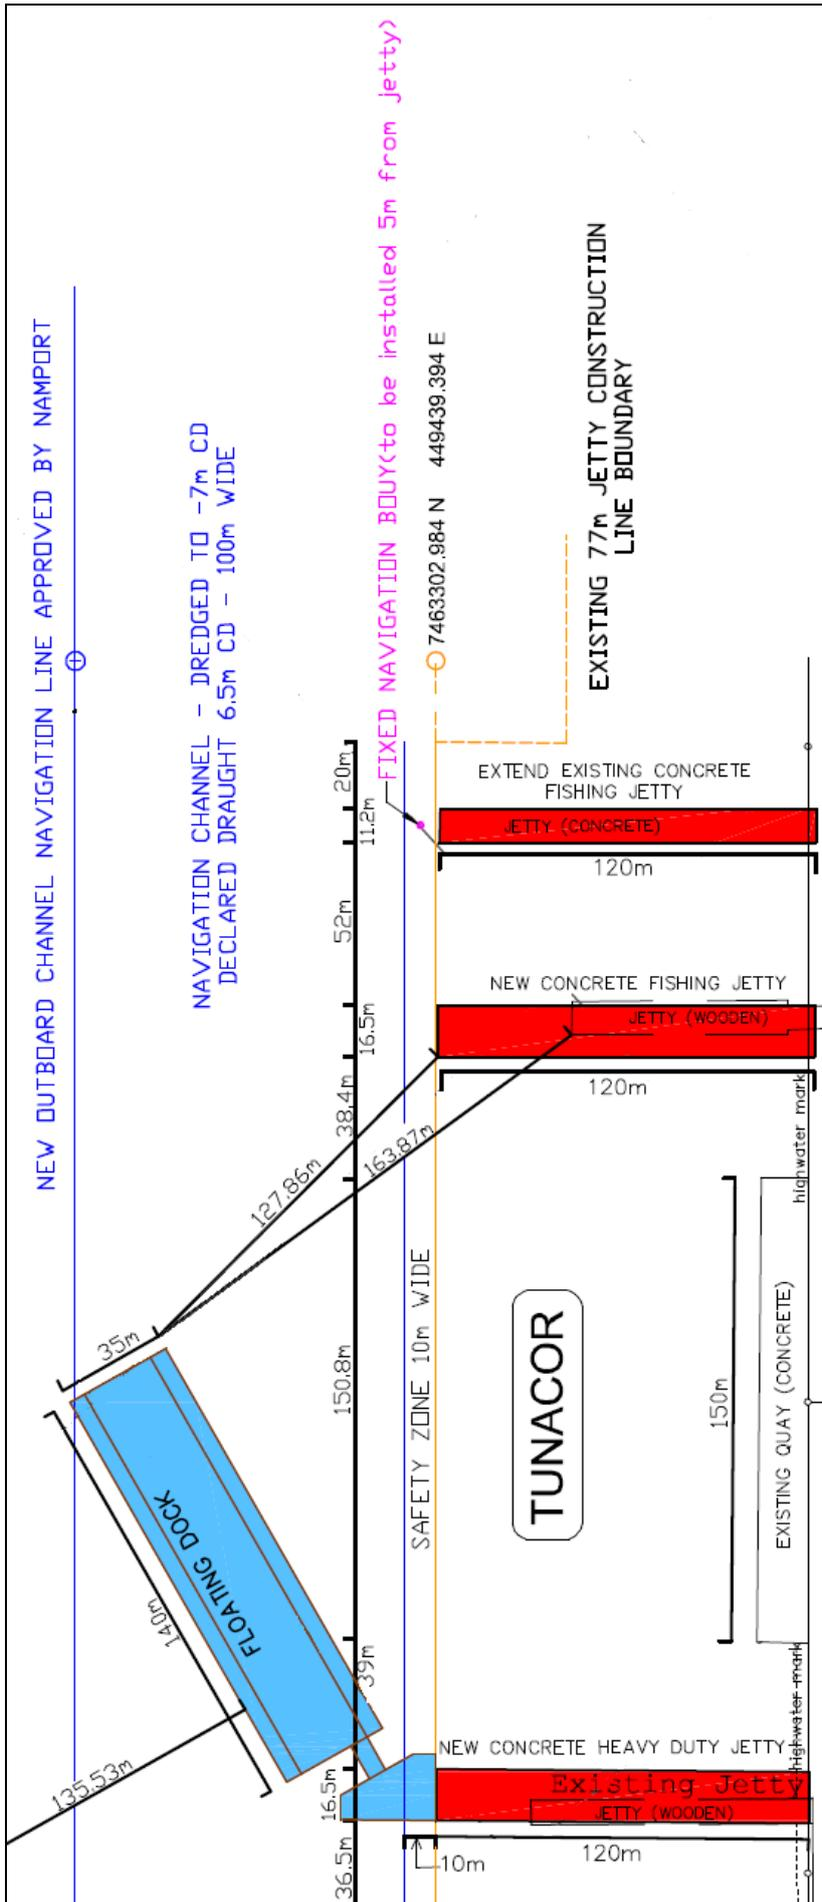 NEW OUTBOARD CHANNEL NAVIGATION LINE APPROVED BY NAMPORT
NAVIGATION CHANNEL - DREDGED TO -7m CD
DECLARED DRAUGHT 6.5m CD - 100m WIDE
FIXED NAVIGATION BOUY(to be installed 5m from jetty)
7463302.984 N 449439.394 E
EXISTING 77m JETTY CONSTRUCTION
LINE BOUNDARY
20m
EXTEND EXISTING CONCRETE
FISHING JETTY
11.2m
JETTY (CONCRETE)
120m
52m
NEW CONCRETE FISHING JETTY
16.5m
JETTY (WOODEN)
120m
38.4m
highwater mark
127.86m
163.87m
SAFETY ZONE 10m WIDE
TUNACOR
35m
150.8m
150m
EXISTING QUAY (CONCRETE)
FLOATING DOCK
140m
39m
highwater mark
135.53m
NEW CONCRETE HEAVY DUTY JETTY
Existing Jetty
16.5m
JETTY (WOODEN)
10m
120m
36.5m